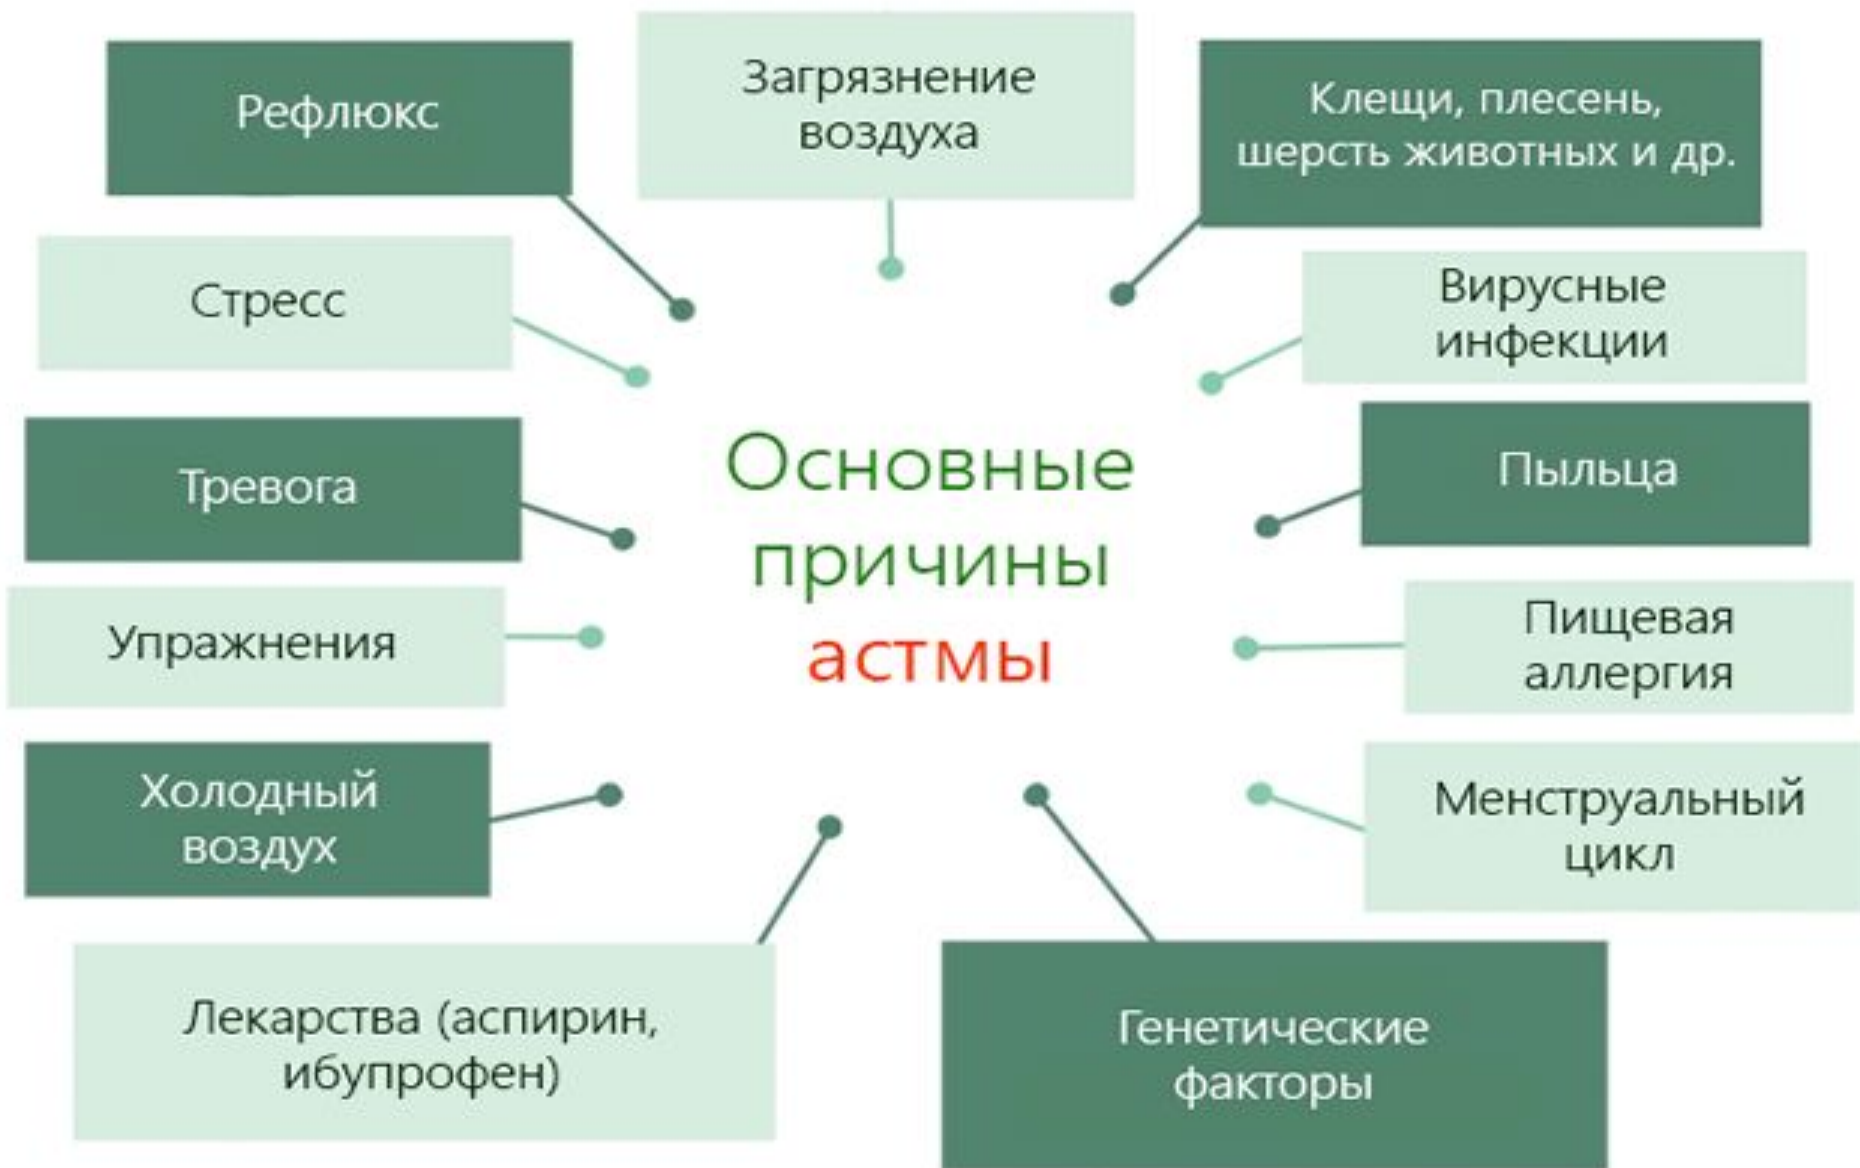 Рефлюкс
Загрязнение
воздуха
Клещи, плесень,
шерсть животных и др.
Стресс
Вирусные
инфекции
Тревога
Пыльца
Основные
причины
астмы
Упражнения
Пищевая
аллергия
Холодный
воздух
Менструальный
цикл
Лекарства (аспирин,
ибупрофен)
Генетические
факторы